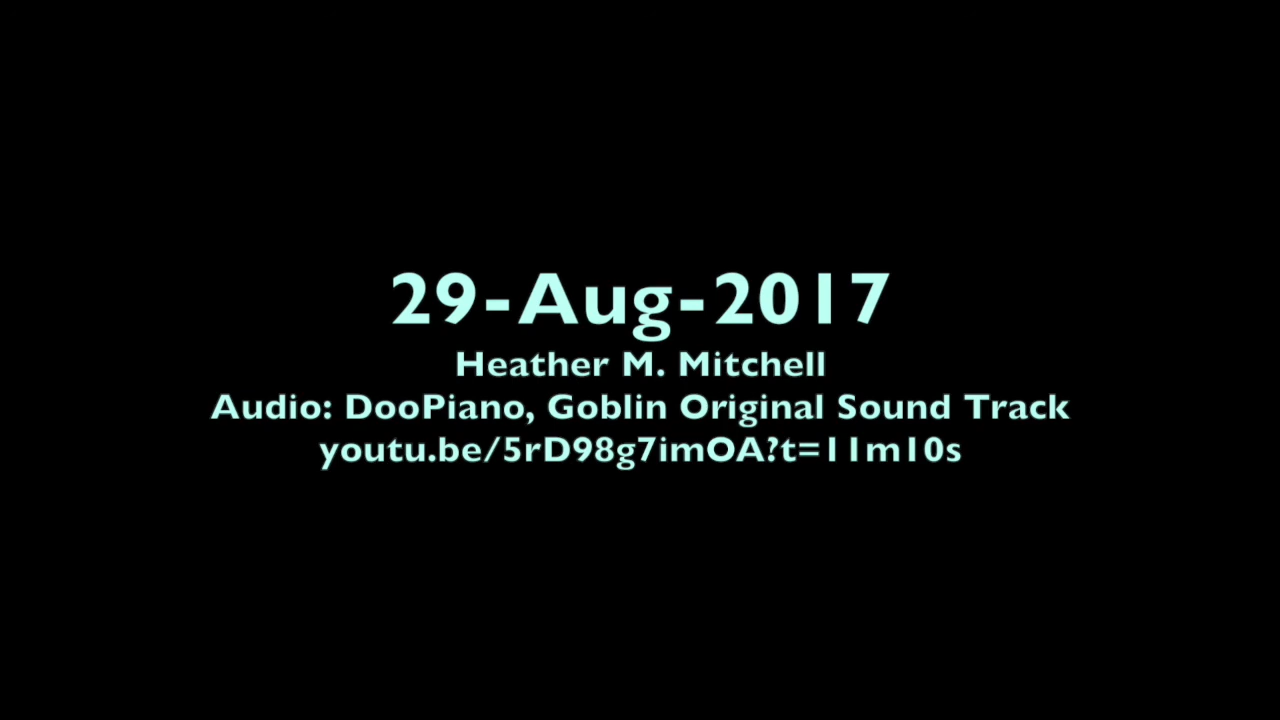 29-Aug-2017
Heather M. Mitchell
Audio: DooPiano, Goblin Original Sound Track
youtu.be/5rD98g7imOA?t=11m10s